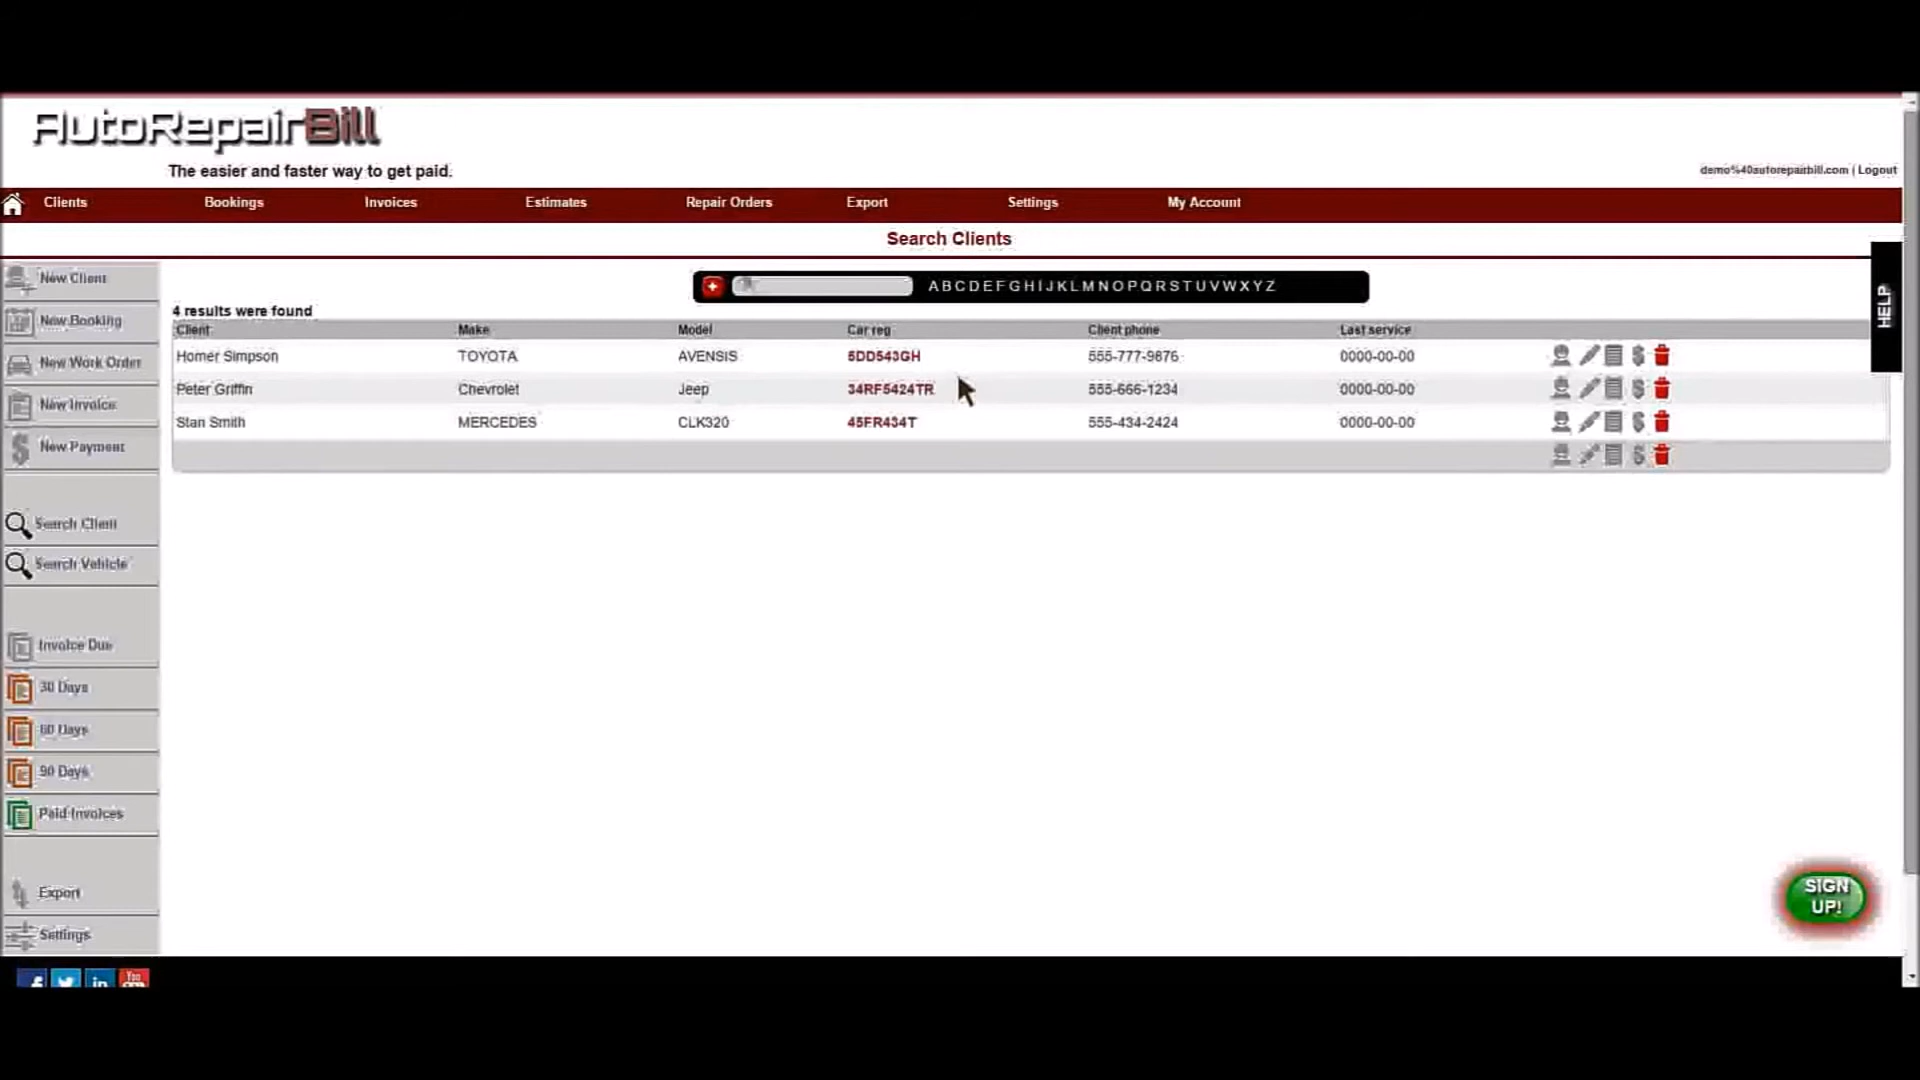 AutoRepairBill
The easier and faster way to get paid.
demo%40autorepairbill.com | Logout
Clients Bookings Invoices Estimates Repair Orders Export Settings My Account
Search Clients
New Client
New Booking
New Work Order
New Invoice
New Payment
Search Client
Search Vehicle
Invoice Due
30 Days
60 Days
90 Days
Paid Invoices
Export
Settings
A B C D E F G H I J K L M N O P Q R S T U V W X Y Z
4 results were found
Client Make Model Car reg Client phone Last service
Homer Simpson TOYOTA AVENSIS 5DD543GH 555-777-9876 0000-00-00
Peter Griffin Chevrolet Jeep 34RF5424TR 555-666-1234 0000-00-00
Stan Smith MERCEDES CLK320 45FR434T 555-434-2424 0000-00-00
HELP
SIGN
UP!
You